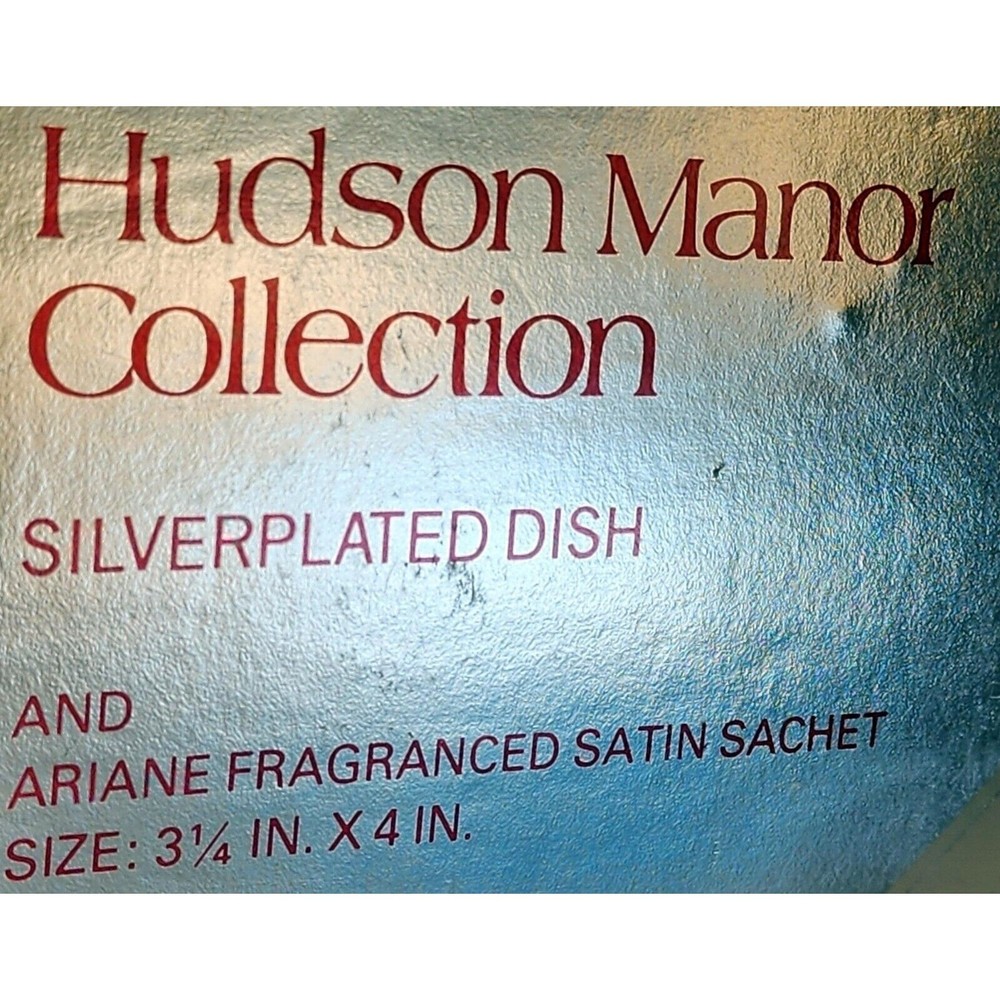 Hudson Manor
Collection
SILVERPLATED DISH
AND
ARIANE FRAGRANCED SATIN SACHET
SIZE: 3¼ IN. X 4 IN.